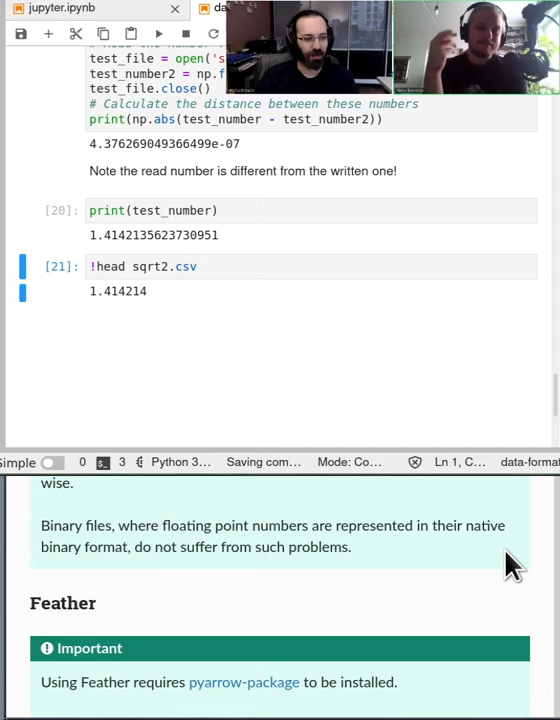 jupyter.ipynb
da
test_file = open('s
test_number2 = np.f
test_file.close()
# Calculate the distance between these numbers
print(np.abs(test_number - test_number2))
4.376269049366499e-07
Note the read number is different from the written one!
[20]: print(test_number)
1.4142135623730951
[21]: !head sqrt2.csv
1.414214
Simple 0 3 Python 3... Saving com... Mode: Co... Ln 1, C... data-format
wise.
Binary files, where floating point numbers are represented in their native
binary format, do not suffer from such problems.
Feather
Important
Using Feather requires pyarrow-package to be installed.